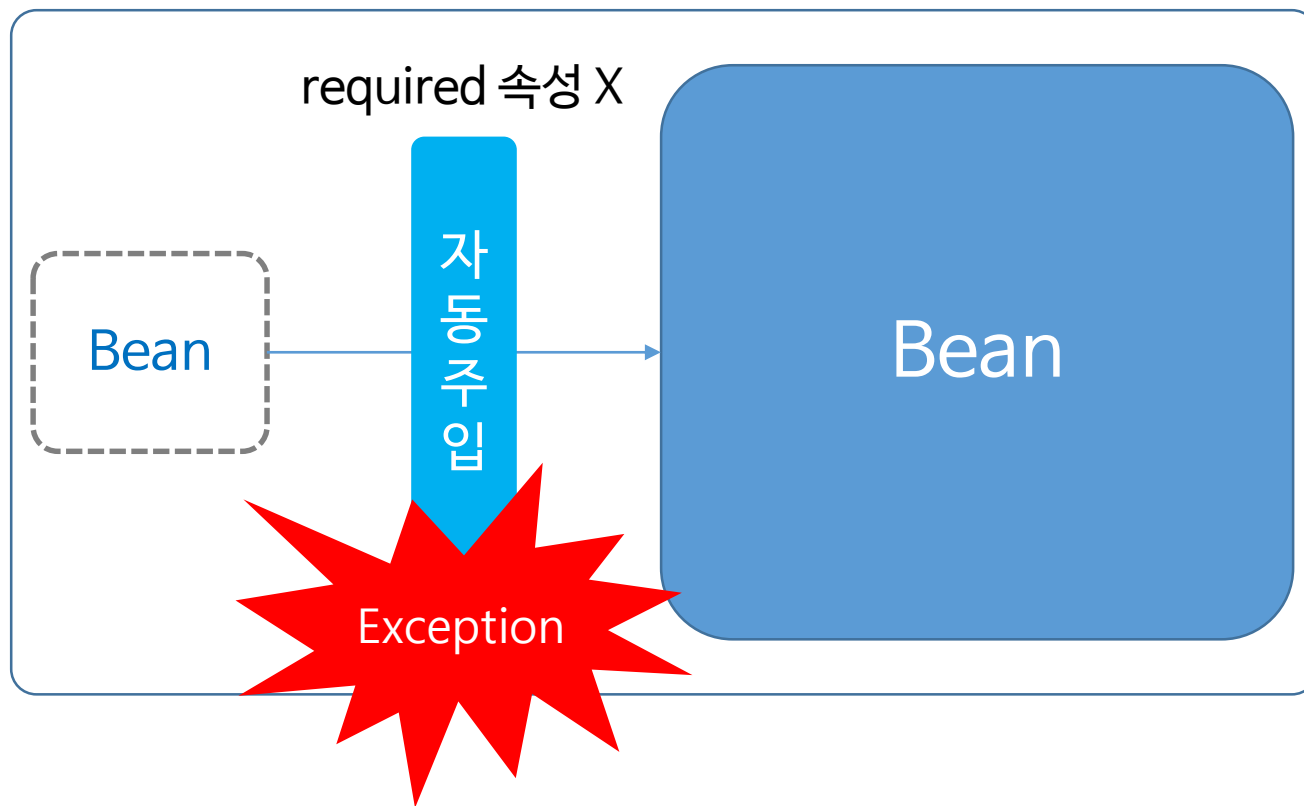 required 속성 X
자
동
주
입
Bean
Bean
Exception